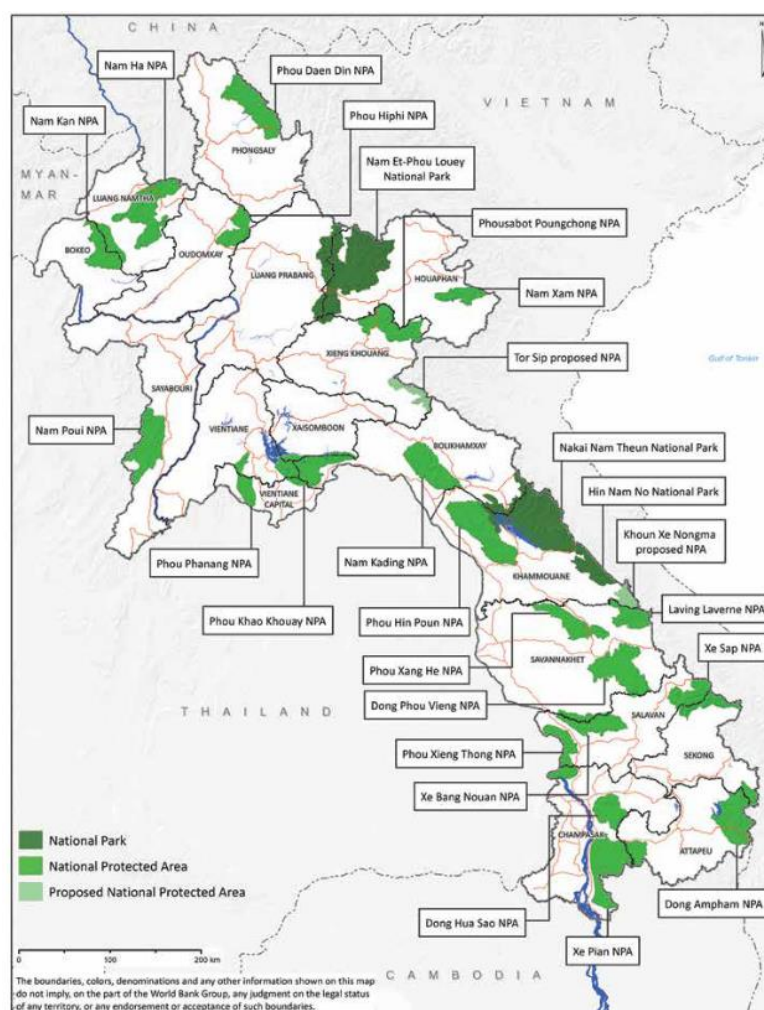 CHINA
Nam Ha NPA
Phou Daen Din NPA
VIETNAM
Nam Kan NPA
Phou Hiphi NPA
PHONGSALY
Nam Et-Phou Louey
National Park
MYAN-
MAR
LUANG NAMTHA
Phousabot Poungchong NPA
BOKEO
OUDOMXAY
LUANG PRABANG
HOUAPHAN
Nam Xam NPA
XIENG KHOUANG
Tor Sip proposed NPA
Gulf of Tonkin
SAYABOURI
Nam Poui NPA
VIENTIANE
XAISOMBOON
BOLIKHAMXAY
Nakai Nam Theun National Park
Hin Nam No National Park
VIENTIANE
CAPITAL
Khoun Xe Nongma
proposed NPA
Phou Phanang NPA
Nam Kading NPA
KHAMMOUANE
Phou Khao Khouay NPA
Phou Hin Poun NPA
Laving Laverne NPA
Phou Xang He NPA
SAVANNAKHET
Xe Sap NPA
Dong Phou Vieng NPA
THAILAND
SALAVAN
Phou Xieng Thong NPA
SEKONG
Xe Bang Nouan NPA
National Park
National Protected Area
Proposed National Protected Area
CHAMPASAK
ATTAPEU
Dong Hua Sao NPA
Dong Ampham NPA
Xe Pian NPA
0 100 200 km
CAMBODIA
The boundaries, colors, denominations and any other information shown on this map
do not imply, on the part of the World Bank Group, any judgment on the legal status
of any territory, or any endorsement or acceptance of such boundaries.